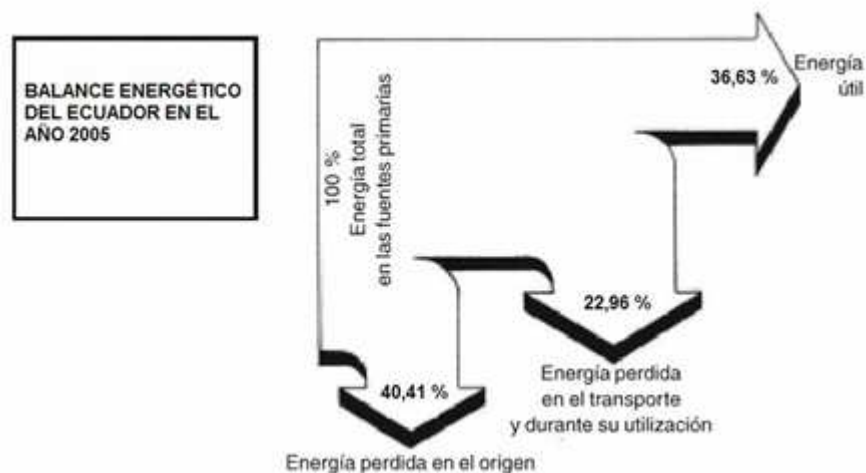 BALANCE ENERGÉTICO
DEL ECUADOR EN EL
AÑO 2005
100 %
Energía total
en las fuentes primarias
36,63 %
Energía
útil
22,96 %
Energía perdida
en el transporte
y durante su utilización
40,41 %
Energía perdida en el origen